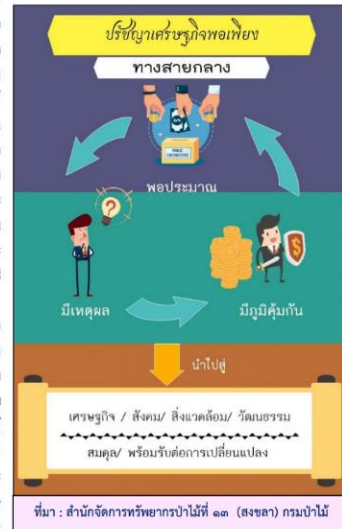 ปรัชญาเศรษฐกิจพอเพียง
ทางสายกลาง
พอประมาณ
มีเหตุผล
มีภูมิคุ้มกัน
นำไปสู่
เศรษฐกิจ / สังคม/ สิ่งแวดล้อม/ วัฒนธรรม
สมดุล/ พร้อมรับต่อการเปลี่ยนแปลง
ที่มา : สำนักจัดการทรัพยากรป่าไม้ที่ ๑๓ (สงขลา) กรมป่าไม้